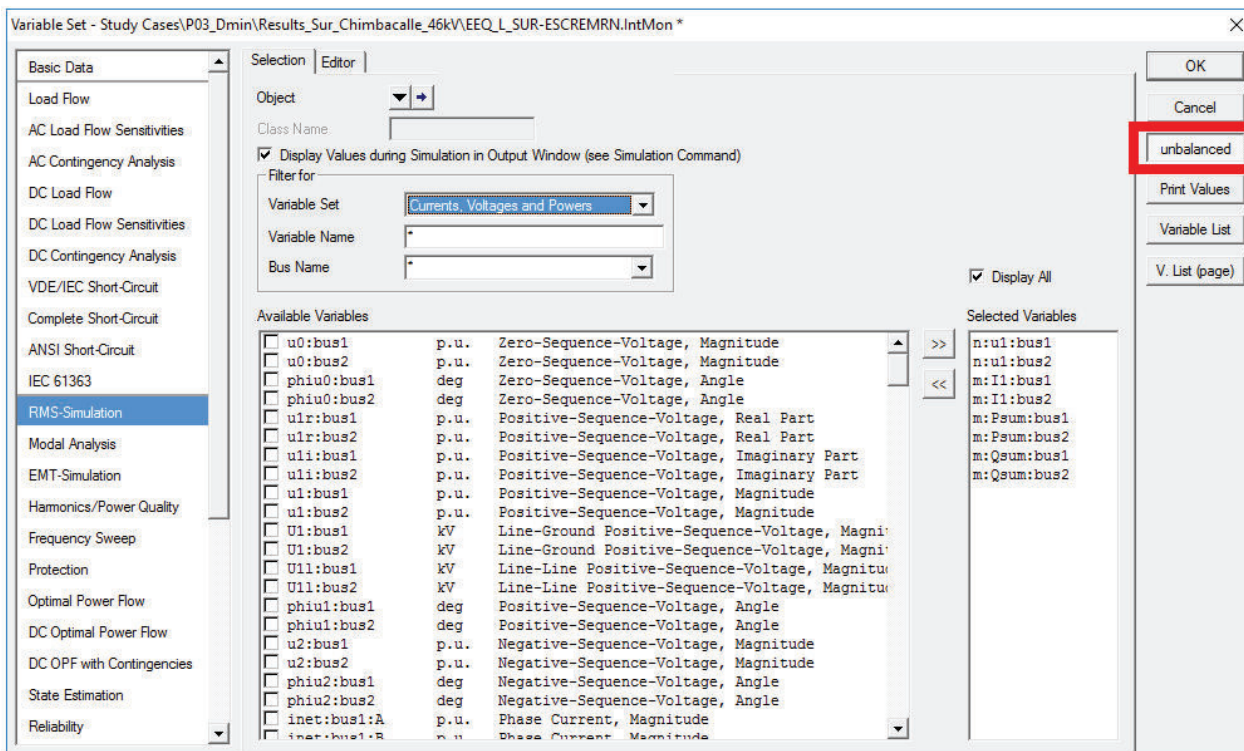 Variable Set - Study Cases\P03_Dmin\Results_Sur_Chimbacalle_46kV\EEQ_L_SUR-ESCREMRN.IntMon *
Basic Data
Load Flow
AC Load Flow Sensitivities
AC Contingency Analysis
DC Load Flow
DC Load Flow Sensitivities
DC Contingency Analysis
VDE/IEC Short-Circuit
Complete Short-Circuit
ANSI Short-Circuit
IEC 61363
RMS-Simulation
Modal Analysis
EMT-Simulation
Harmonics/Power Quality
Frequency Sweep
Protection
Optimal Power Flow
DC Optimal Power Flow
DC OPF with Contingencies
State Estimation
Reliability
Selection Editor
Object
Class Name
Display Values during Simulation in Output Window (see Simulation Command)
Filter for
Variable Set Currents, Voltages and Powers
Variable Name *
Bus Name *
Available Variables
u0:bus1 p.u. Zero-Sequence-Voltage, Magnitude
u0:bus2 p.u. Zero-Sequence-Voltage, Magnitude
phiu0:bus1 deg Zero-Sequence-Voltage, Angle
phiu0:bus2 deg Zero-Sequence-Voltage, Angle
u1r:bus1 p.u. Positive-Sequence-Voltage, Real Part
u1r:bus2 p.u. Positive-Sequence-Voltage, Real Part
u1i:bus1 p.u. Positive-Sequence-Voltage, Imaginary Part
u1i:bus2 p.u. Positive-Sequence-Voltage, Imaginary Part
u1:bus1 p.u. Positive-Sequence-Voltage, Magnitude
u1:bus2 p.u. Positive-Sequence-Voltage, Magnitude
U1:bus1 kV Line-Ground Positive-Sequence-Voltage, Magni
U1:bus2 kV Line-Ground Positive-Sequence-Voltage, Magni
U1l:bus1 kV Line-Line Positive-Sequence-Voltage, Magnitu
U1l:bus2 kV Line-Line Positive-Sequence-Voltage, Magnitu
phiu1:bus1 deg Positive-Sequence-Voltage, Angle
phiu1:bus2 deg Positive-Sequence-Voltage, Angle
u2:bus1 p.u. Negative-Sequence-Voltage, Magnitude
u2:bus2 p.u. Negative-Sequence-Voltage, Magnitude
phiu2:bus1 deg Negative-Sequence-Voltage, Angle
phiu2:bus2 deg Negative-Sequence-Voltage, Angle
inet:bus1:A p.u. Phase Current, Magnitude
inet:bus1:B p.u. Phase Current, Magnitude
>>
<<
Display All
Selected Variables
n:u1:bus1
n:u1:bus2
m:I1:bus1
m:I1:bus2
m:Psum:bus1
m:Psum:bus2
m:Qsum:bus1
m:Qsum:bus2
OK
Cancel
unbalanced
Print Values
Variable List
V. List (page)